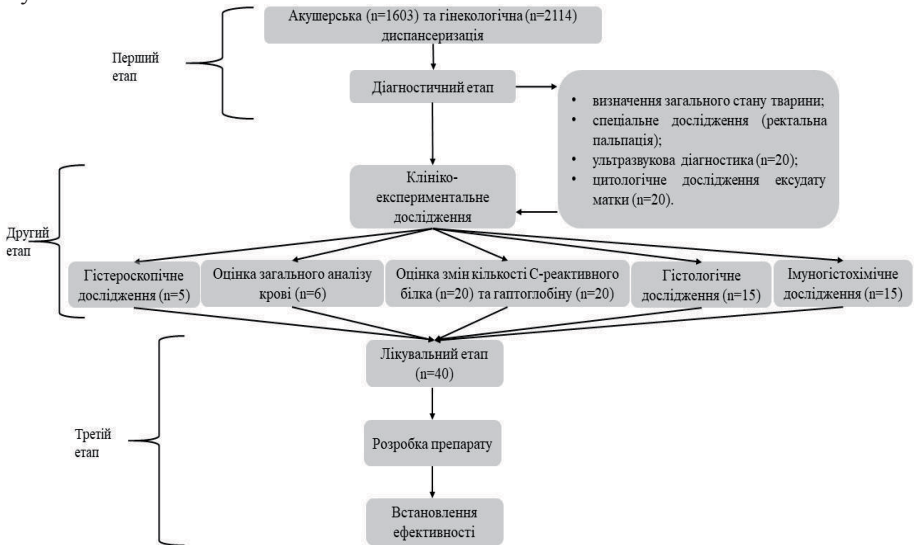 Акушерська (n=1603) та гінекологічна (n=2114)
диспансеризація
Перший
етап
Діагностичний етап
• визначення загального стану тварини;
• спеціальне дослідження (ректальна
пальпація);
• ультразвукова діагностика (n=20);
• цитологічне дослідження ексудату
матки (n=20).
Клініко-
експериментальне
дослідження
Другий
етап
Гістероскопічне
дослідження (n=5)
Оцінка загального аналізу
крові (n=6)
Оцінка змін кількості С-реактивного
білка (n=20) та гаптоглобіну (n=20)
Гістологічне
дослідження (n=15)
Імуногістохімічне
дослідження (n=15)
Лікувальний етап
(n=40)
Третій
етап
Розробка препарату
Встановлення
ефективності